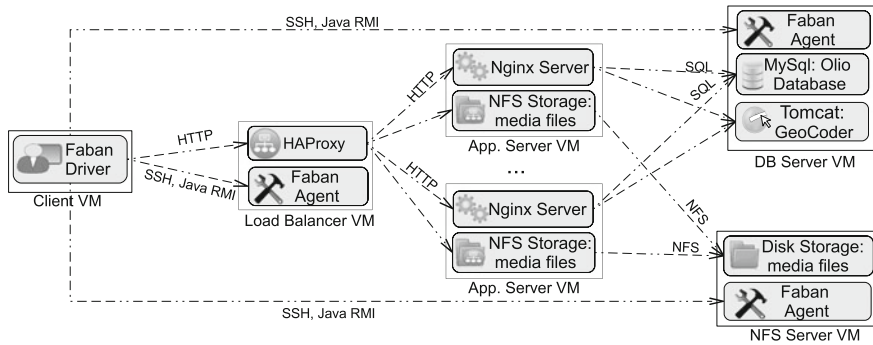 SSH, Java RMI
Faban
Agent
MySql: Olio
Database
Tomcat:
GeoCoder
DB Server VM
SQL
SQL
Nginx Server
NFS Storage:
media files
App. Server VM
HTTP
...
HTTP
Nginx Server
NFS Storage:
media files
App. Server VM
Faban
Driver
Client VM
HTTP
SSH, Java RMI
HAProxy
Faban
Agent
Load Balancer VM
NFS
NFS
Disk Storage:
media files
Faban
Agent
NFS Server VM
SSH, Java RMI